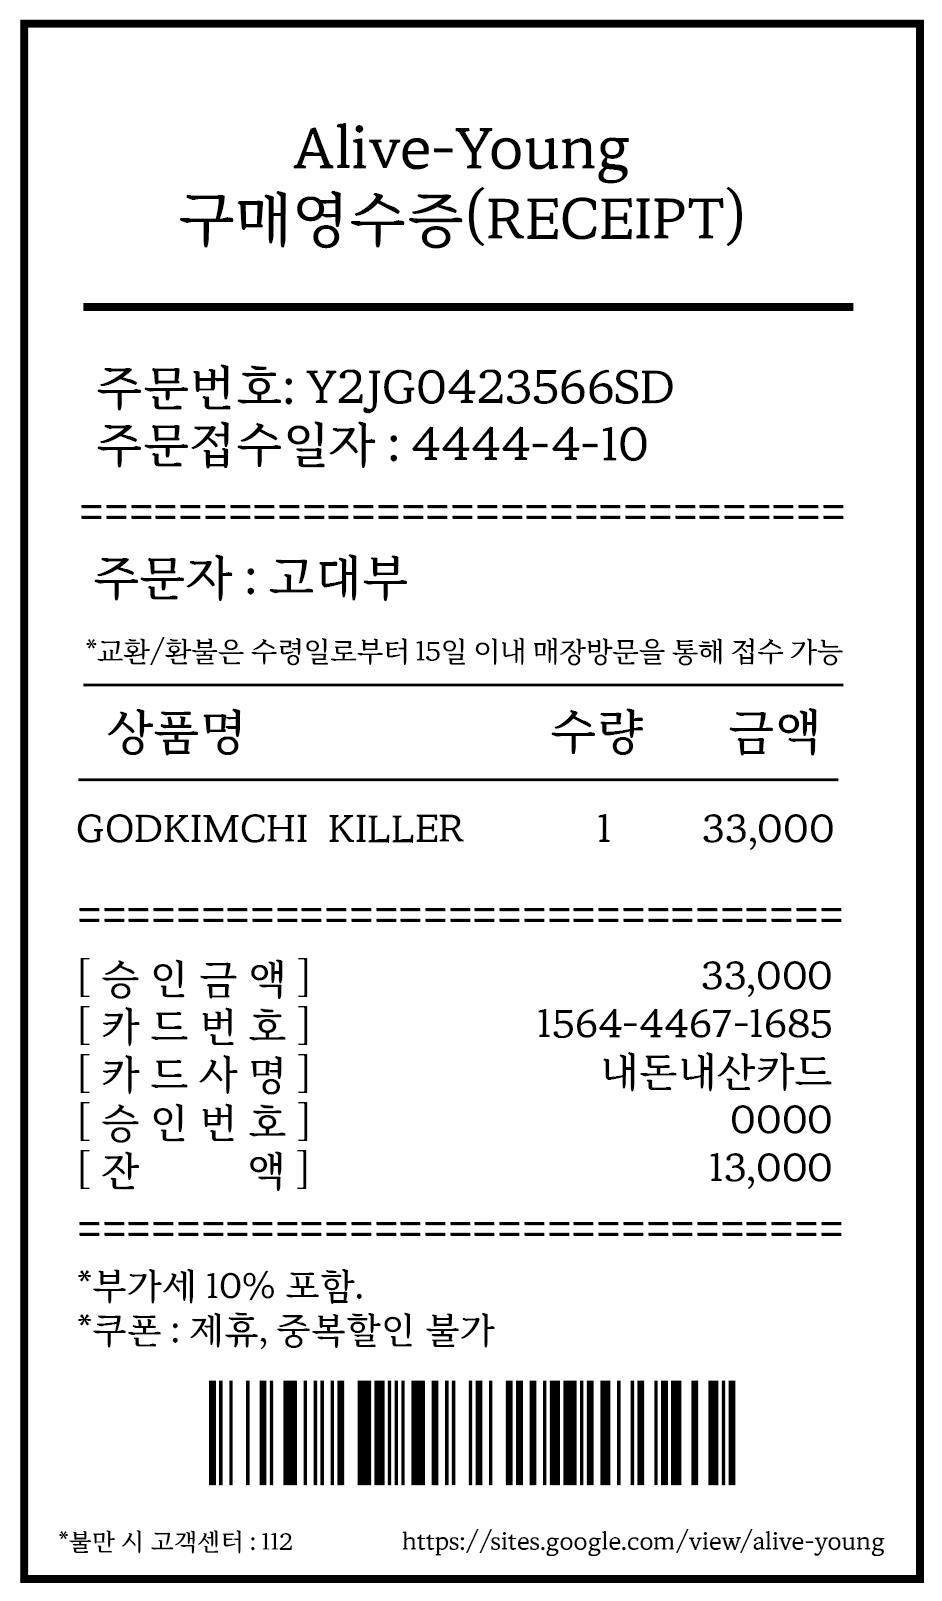 Alive-Young
구매영수증(RECEIPT)
주문번호: Y2JG0423566SD
주문접수일자 : 4444-4-10
===============================
주문자 : 고대부
*교환/환불은 수령일로부터 15일 이내 매장방문을 통해 접수 가능
상품명 수량 금액
GODKIMCHI KILLER 1 33,000
===============================
[ 승 인 금 액 ] 33,000
[ 카 드 번 호 ] 1564-4467-1685
[ 카 드 사 명 ] 내돈내산카드
[ 승 인 번 호 ] 0000
[ 잔 액 ] 13,000
===============================
*부가세 10% 포함.
*쿠폰 : 제휴, 중복할인 불가
*불만 시 고객센터 : 112 https://sites.google.com/view/alive-young